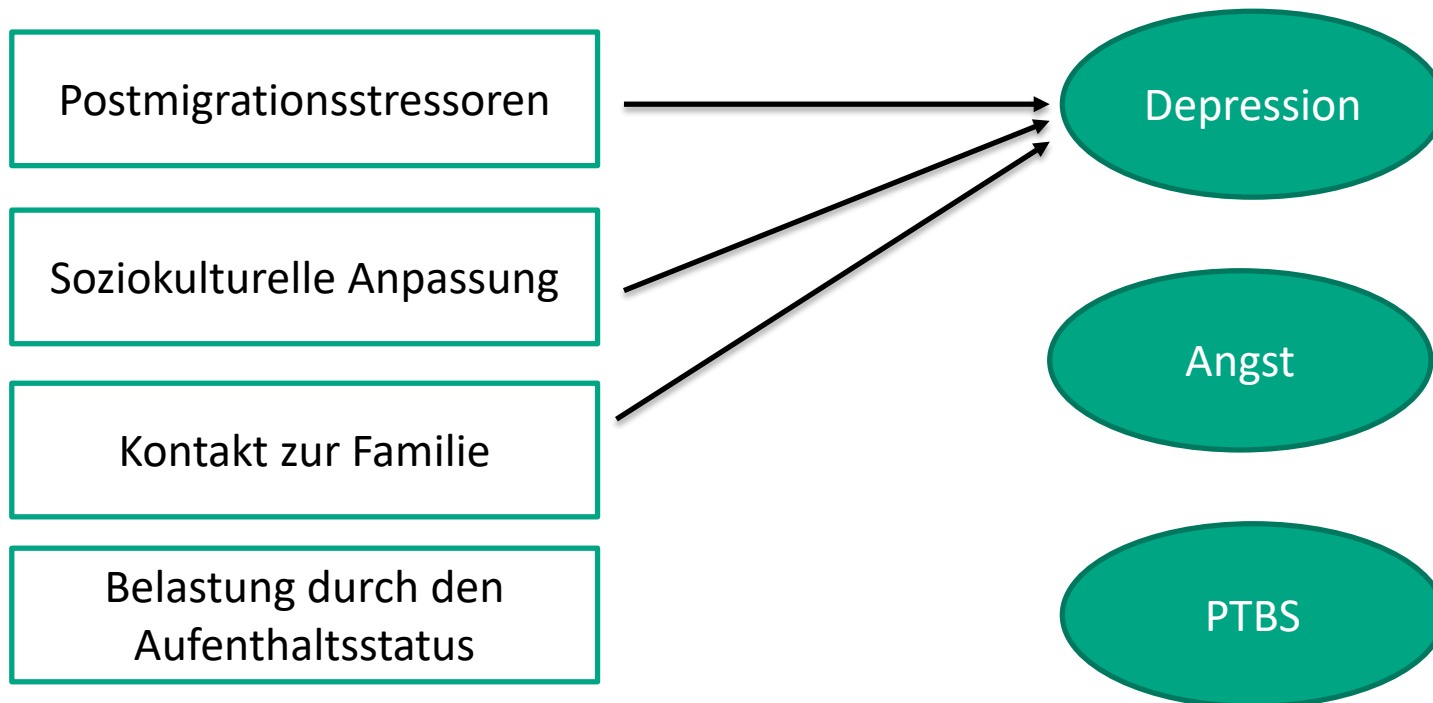 Postmigrationsstressoren
Depression
Soziokulturelle Anpassung
Angst
Kontakt zur Familie
Belastung durch den
Aufenthaltsstatus
PTBS